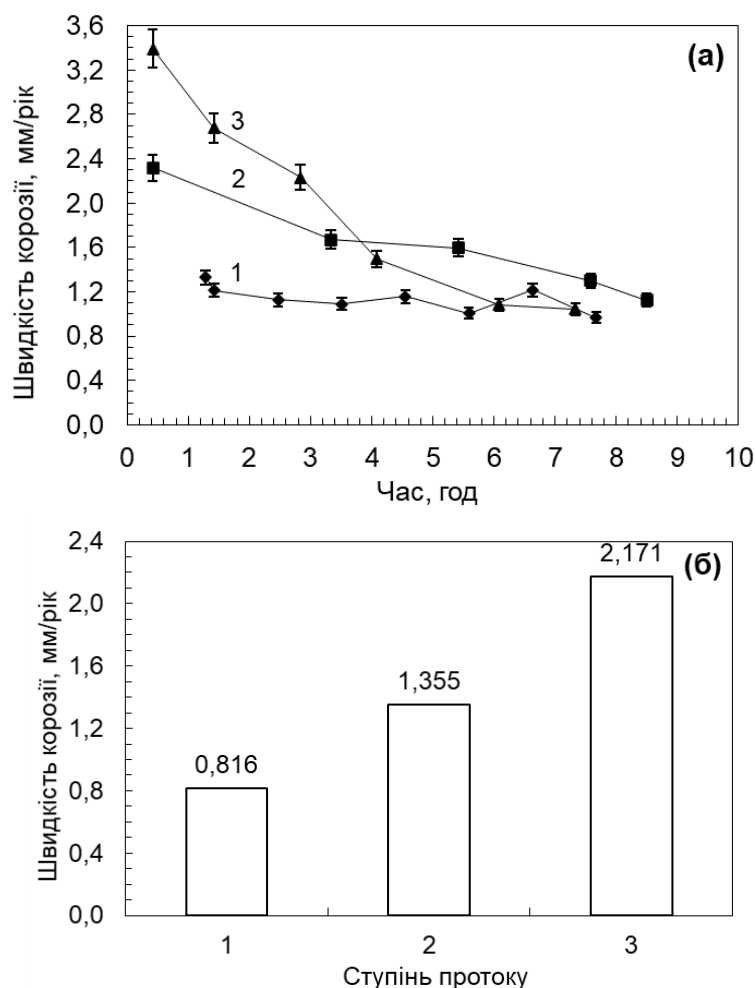 (а)
Швидкість корозії, мм/рік
3,6
3,2
2,8
2,4
2,0
1,6
1,2
0,8
0,4
0,0
3
2
1
0 1 2 3 4 5 6 7 8 9 10
Час, год
(б)
Швидкість корозії, мм/рік
2,4
2,0
1,6
1,2
0,8
0,4
0,0
0,816
1,355
2,171
1 2 3
Ступінь протоку